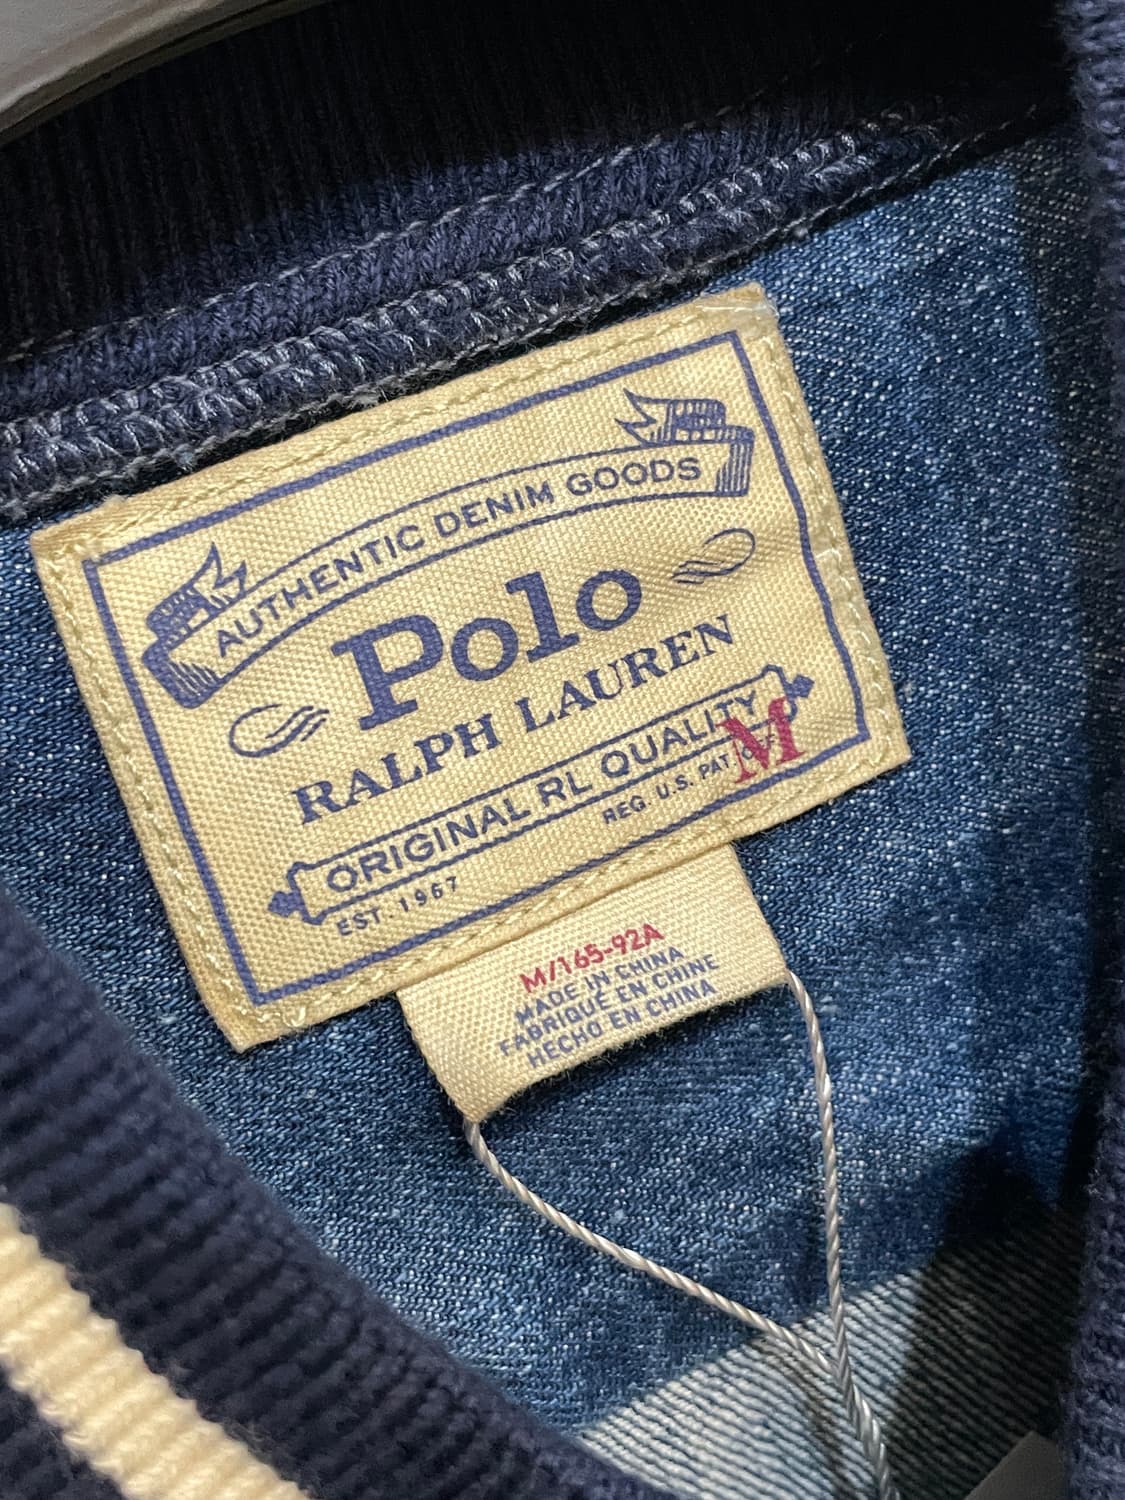 AUTHENTIC DENIM GOODS
Polo
RALPH LAUREN
ORIGINAL RL QUALITY
EST. 1967
REG. U.S. PAT.
M
M/165-92A
MADE IN CHINA
FABRIQUÉ EN CHINE
HECHO EN CHINA